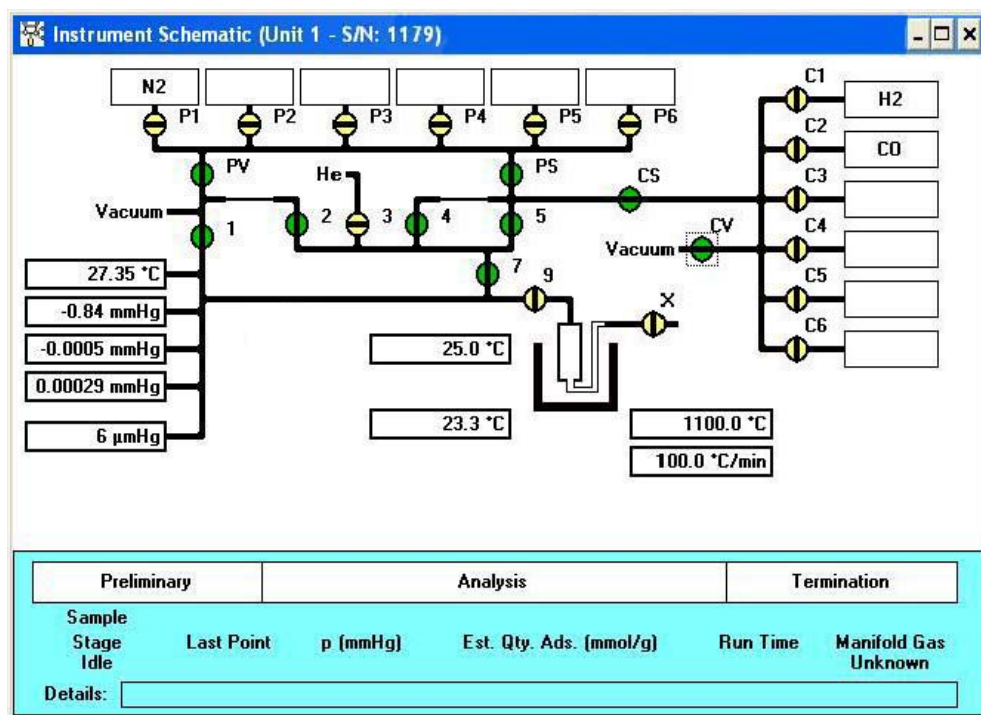 Instrument Schematic (Unit 1 - S/N: 1179)
N2
P1 P2 P3 P4 P5 P6
C1
H2
C2
CO
C3
C4
C5
C6
PV
He
PS
CS
Vacuum
1 2 3 4 5
Vacuum
CV
7
9
X
27.35 °C
-0.84 mmHg
-0.0005 mmHg
0.00029 mmHg
6 µmHg
25.0 °C
23.3 °C
1100.0 °C
100.0 °C/min
Preliminary Analysis Termination
Sample
Stage Last Point p (mmHg) Est. Qty. Ads. (mmol/g) Run Time Manifold Gas
Idle Unknown
Details: